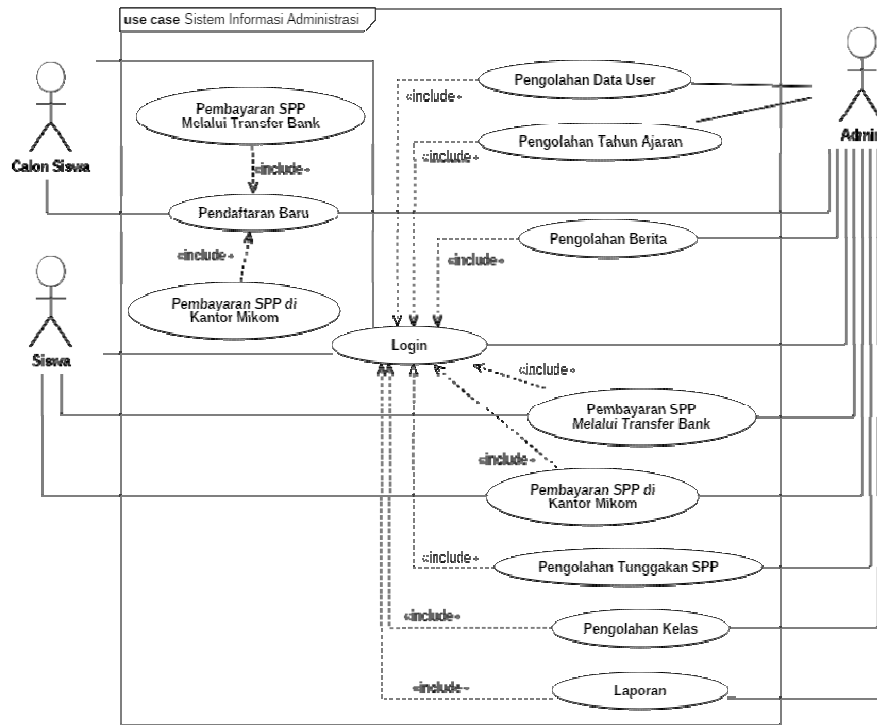 use case Sistem Informasi Administrasi
Calon Siswa
Siswa
Admin
Pembayaran SPP
Melalui Transfer Bank
«include»
Pendaftaran Baru
«include»
Pembayaran SPP di
Kantor Mikom
Login
Pengolahan Data User
«include»
Pengolahan Tahun Ajaran
«include»
Pengolahan Berita
«include»
«include»
Pembayaran SPP
Melalui Transfer Bank
«include»
Pembayaran SPP di
Kantor Mikom
«include»
Pengolahan Tunggakan SPP
«include»
Pengolahan Kelas
«include»
Laporan